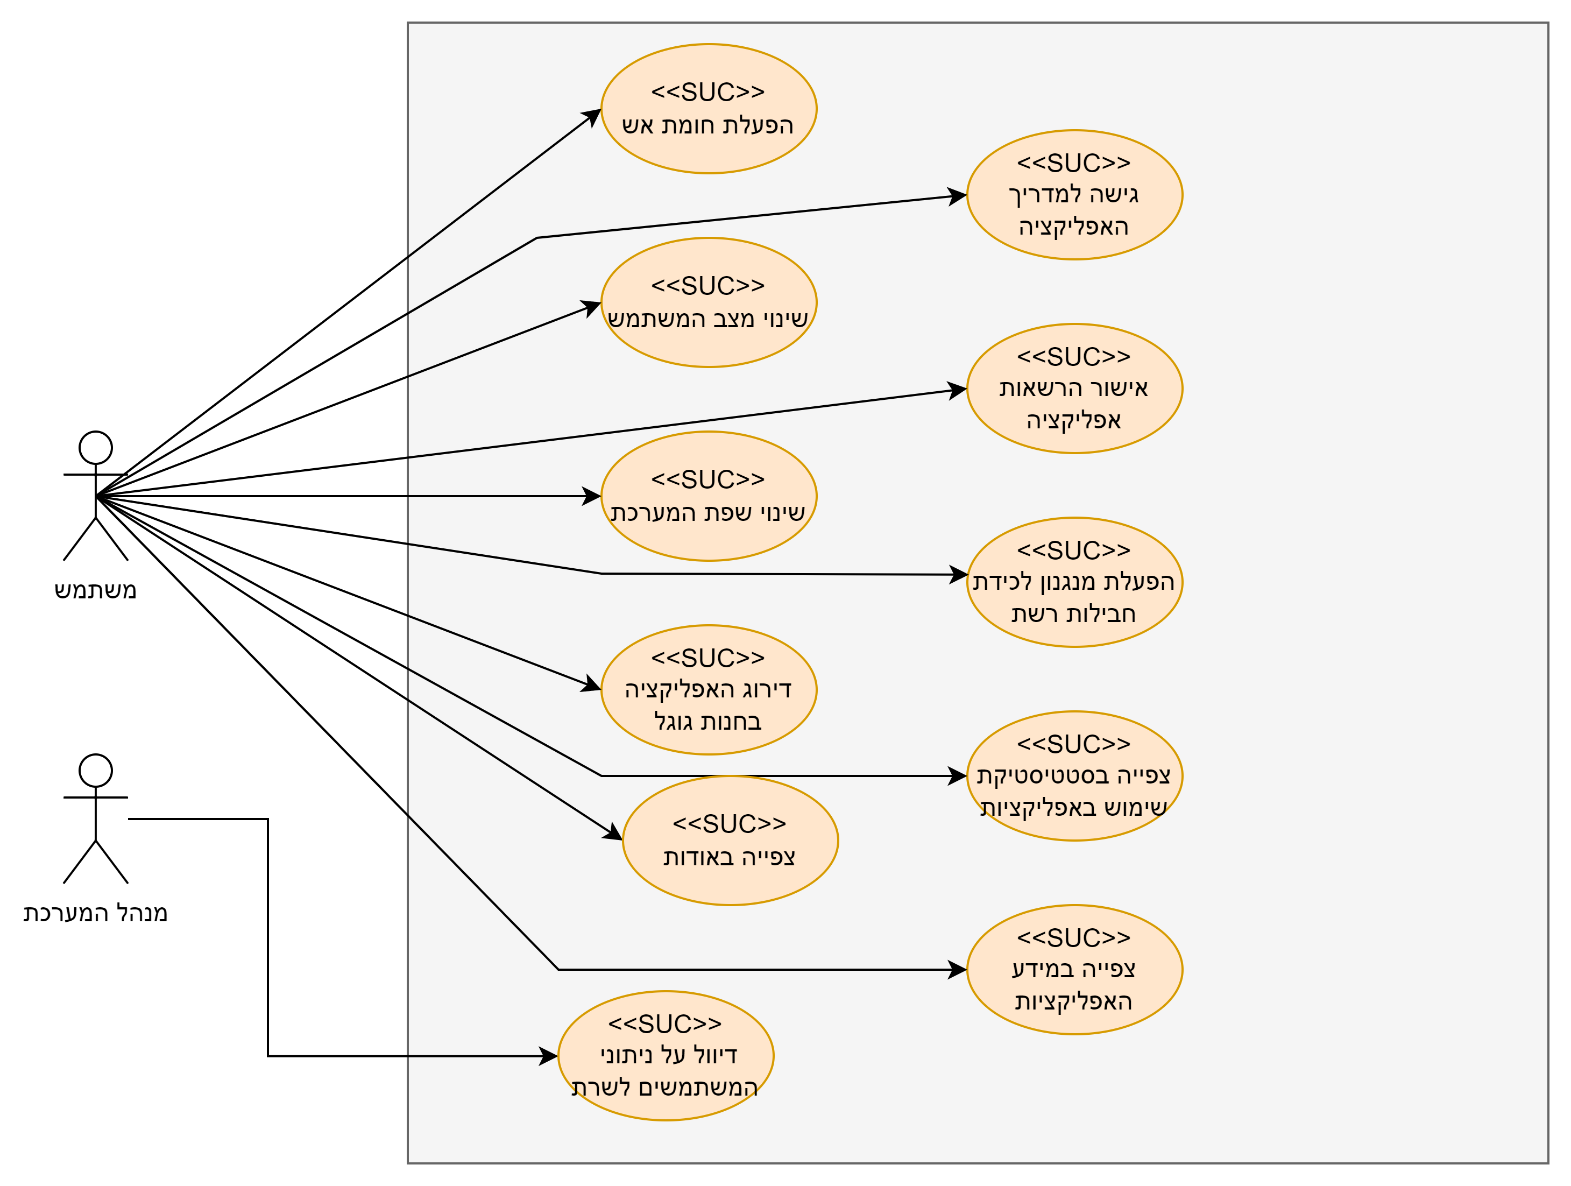 <<SUC>>
הפעלת חומת אש
<<SUC>>
גישה למדריך
האפליקציה
<<SUC>>
שינוי מצב המשתמש
<<SUC>>
אישור הרשאות
אפליקציה
<<SUC>>
שינוי שפת המערכת
<<SUC>>
הפעלת מנגנון לכידת
חבילות רשת
משתמש
<<SUC>>
דירוג האפליקציה
בחנות גוגל
<<SUC>>
צפייה בסטטיסטיקת
שימוש באפליקציות
<<SUC>>
צפייה באודות
מנהל המערכת
<<SUC>>
צפייה במידע
האפליקציות
<<SUC>>
דיוול על ניתוני
המשתמשים לשרת